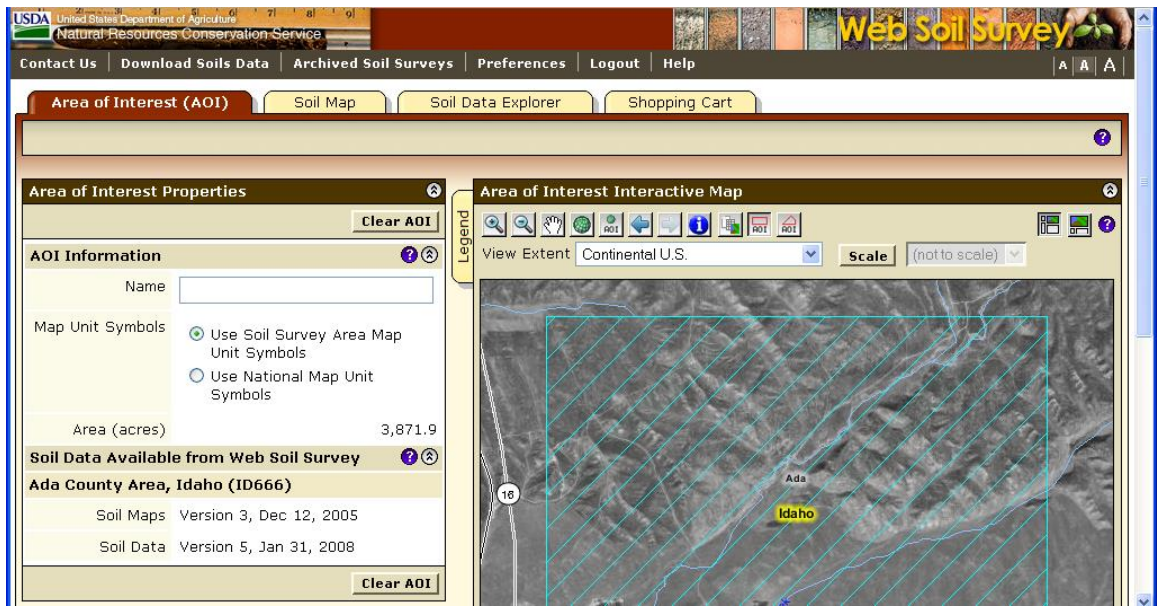 USDA United States Department of Agriculture
Natural Resources Conservation Service
Web Soil Survey
Contact Us | Download Soils Data | Archived Soil Surveys | Preferences | Logout | Help | A | A | A |
Area of Interest (AOI) Soil Map Soil Data Explorer Shopping Cart
Area of Interest Properties
Clear AOI
AOI Information
Name
Map Unit Symbols
Use Soil Survey Area Map
Unit Symbols
Use National Map Unit
Symbols
Area (acres) 3,871.9
Soil Data Available from Web Soil Survey
Ada County Area, Idaho (ID666)
Soil Maps Version 3, Dec 12, 2005
Soil Data Version 5, Jan 31, 2008
Clear AOI
Legend
Area of Interest Interactive Map
AOI AOI AOI
View Extent Continental U.S. Scale (not to scale)
16
Ada
Idaho